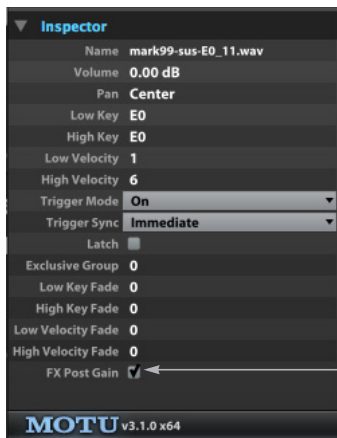 Inspector
Name mark99-sus-E0_11.wav
Volume 0.00 dB
Pan Center
Low Key E0
High Key E0
Low Velocity 1
High Velocity 6
Trigger Mode On
Trigger Sync Immediate
Latch
Exclusive Group 0
Low Key Fade 0
High Key Fade 0
Low Velocity Fade 0
High Velocity Fade 0
FX Post Gain
MOTU v3.1.0 x64